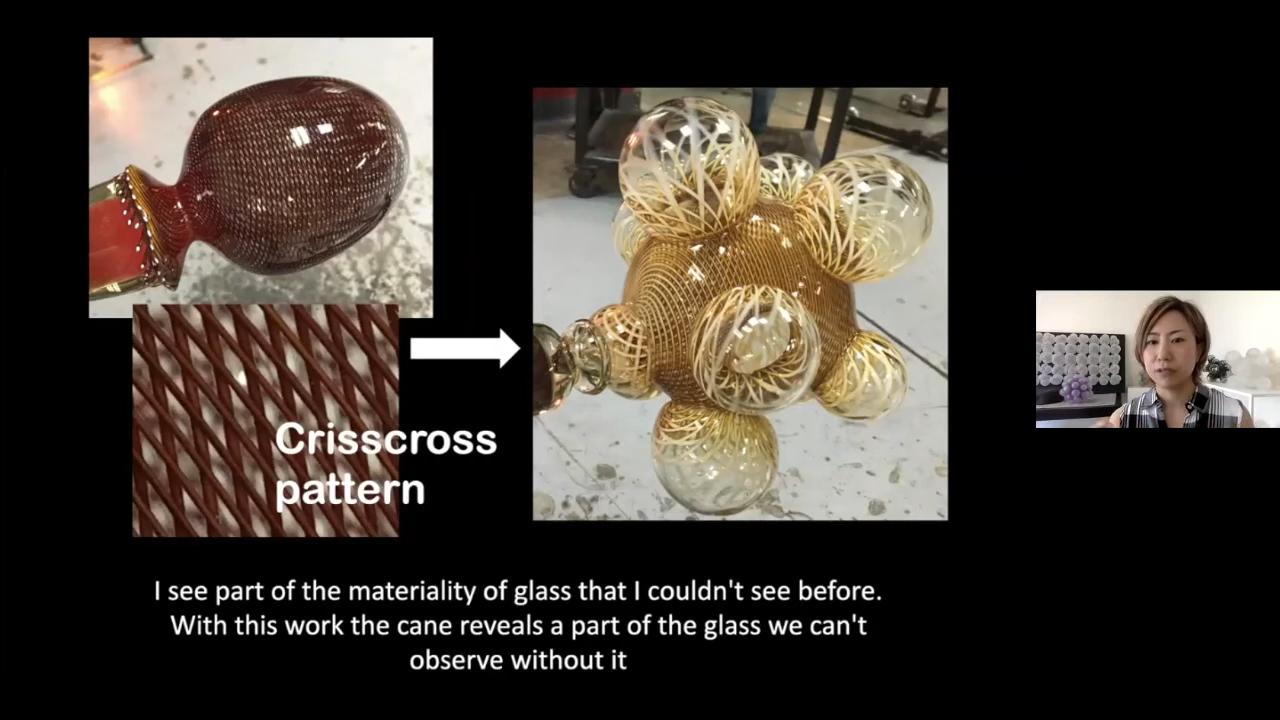 Crisscross
pattern
I see part of the materiality of glass that I couldn't see before.
With this work the cane reveals a part of the glass we can't
observe without it